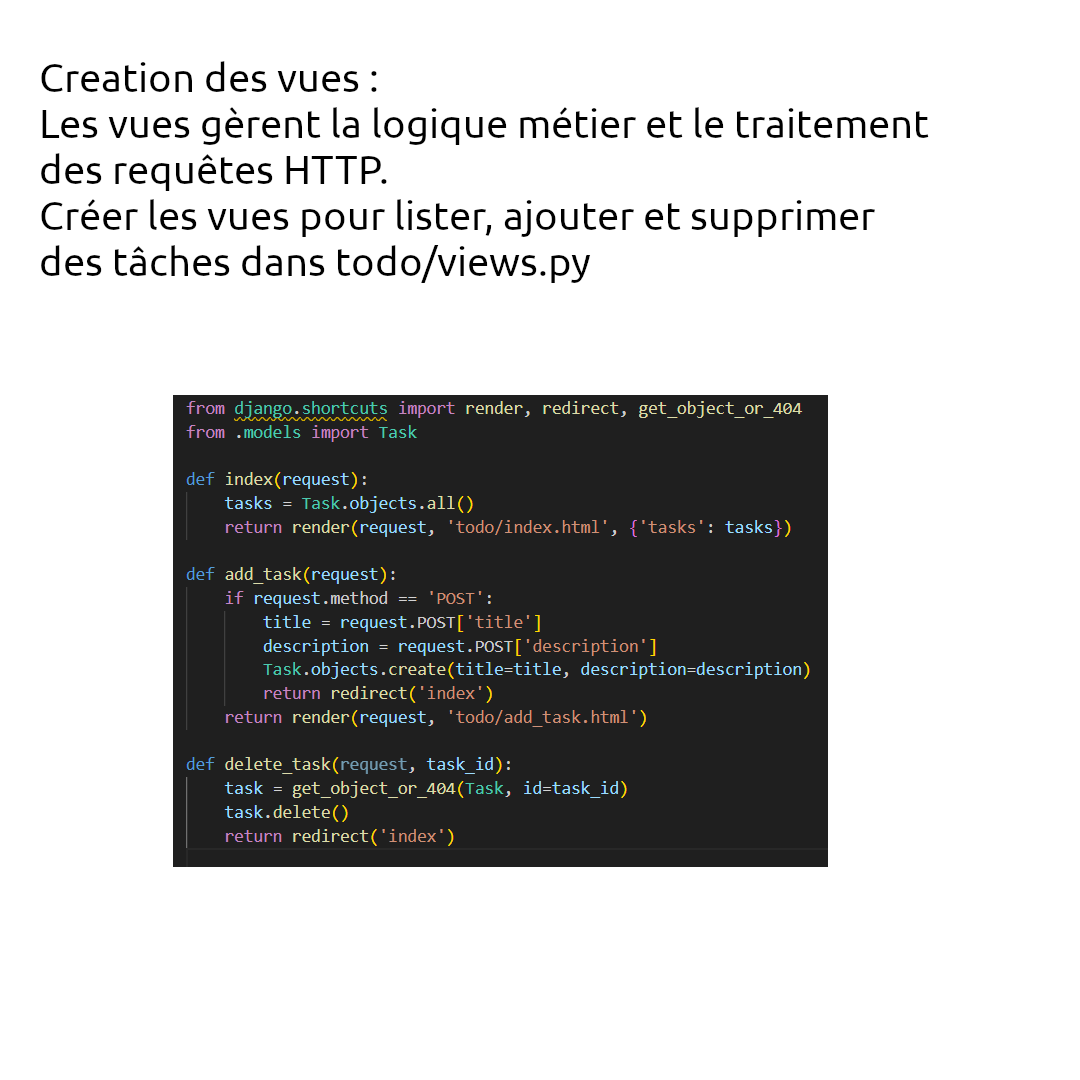 Creation des vues :
Les vues gèrent la logique métier et le traitement
des requêtes HTTP.
Créer les vues pour lister, ajouter et supprimer
des tâches dans todo/views.py
from django.shortcuts import render, redirect, get_object_or_404
from .models import Task
def index(request):
    tasks = Task.objects.all()
    return render(request, 'todo/index.html', {'tasks': tasks})
def add_task(request):
    if request.method == 'POST':
        title = request.POST['title']
        description = request.POST['description']
        Task.objects.create(title=title, description=description)
        return redirect('index')
    return render(request, 'todo/add_task.html')
def delete_task(request, task_id):
    task = get_object_or_404(Task, id=task_id)
    task.delete()
    return redirect('index')